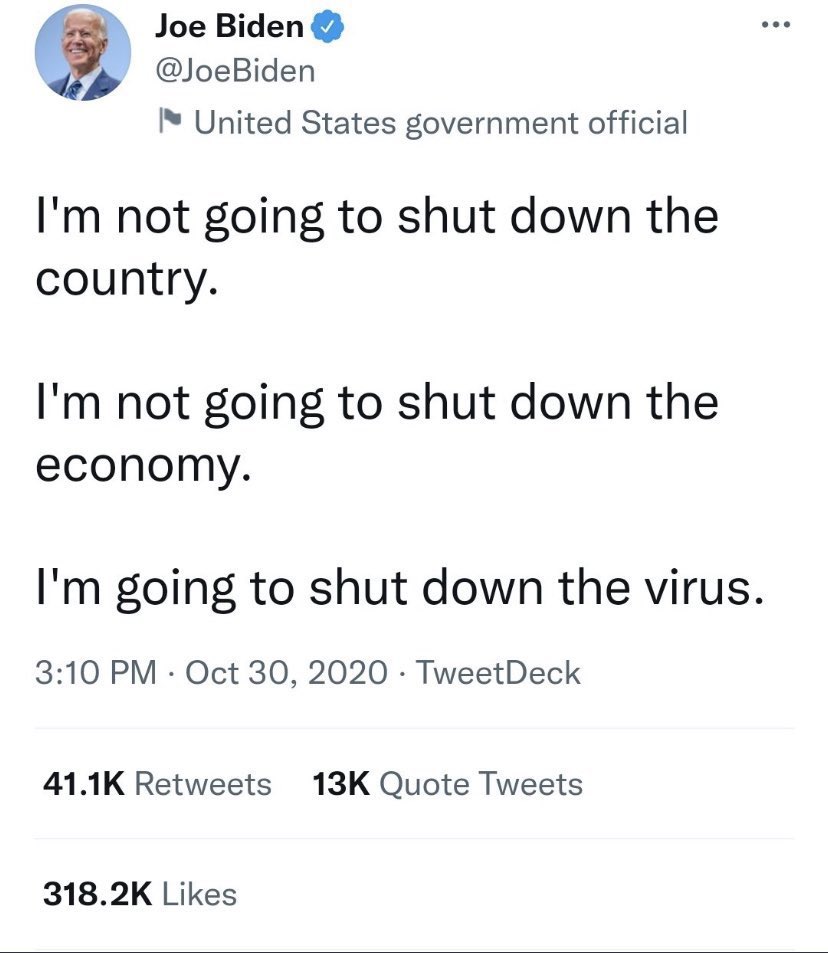 Joe Biden
@JoeBiden
United States government official
I'm not going to shut down the
country.
I'm not going to shut down the
economy.
I'm going to shut down the virus.
3:10 PM · Oct 30, 2020 · TweetDeck
41.1K Retweets 13K Quote Tweets
318.2K Likes